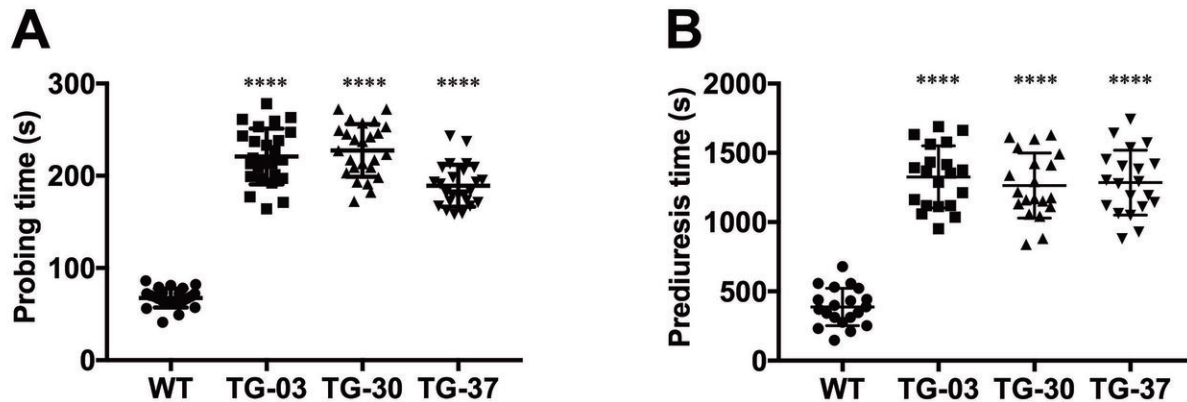 A
Probing time (s)
300
200
100
0
**** **** ****
WT TG-03 TG-30 TG-37
B
Prediuresis time (s)
2000
1500
1000
500
0
**** **** ****
WT TG-03 TG-30 TG-37